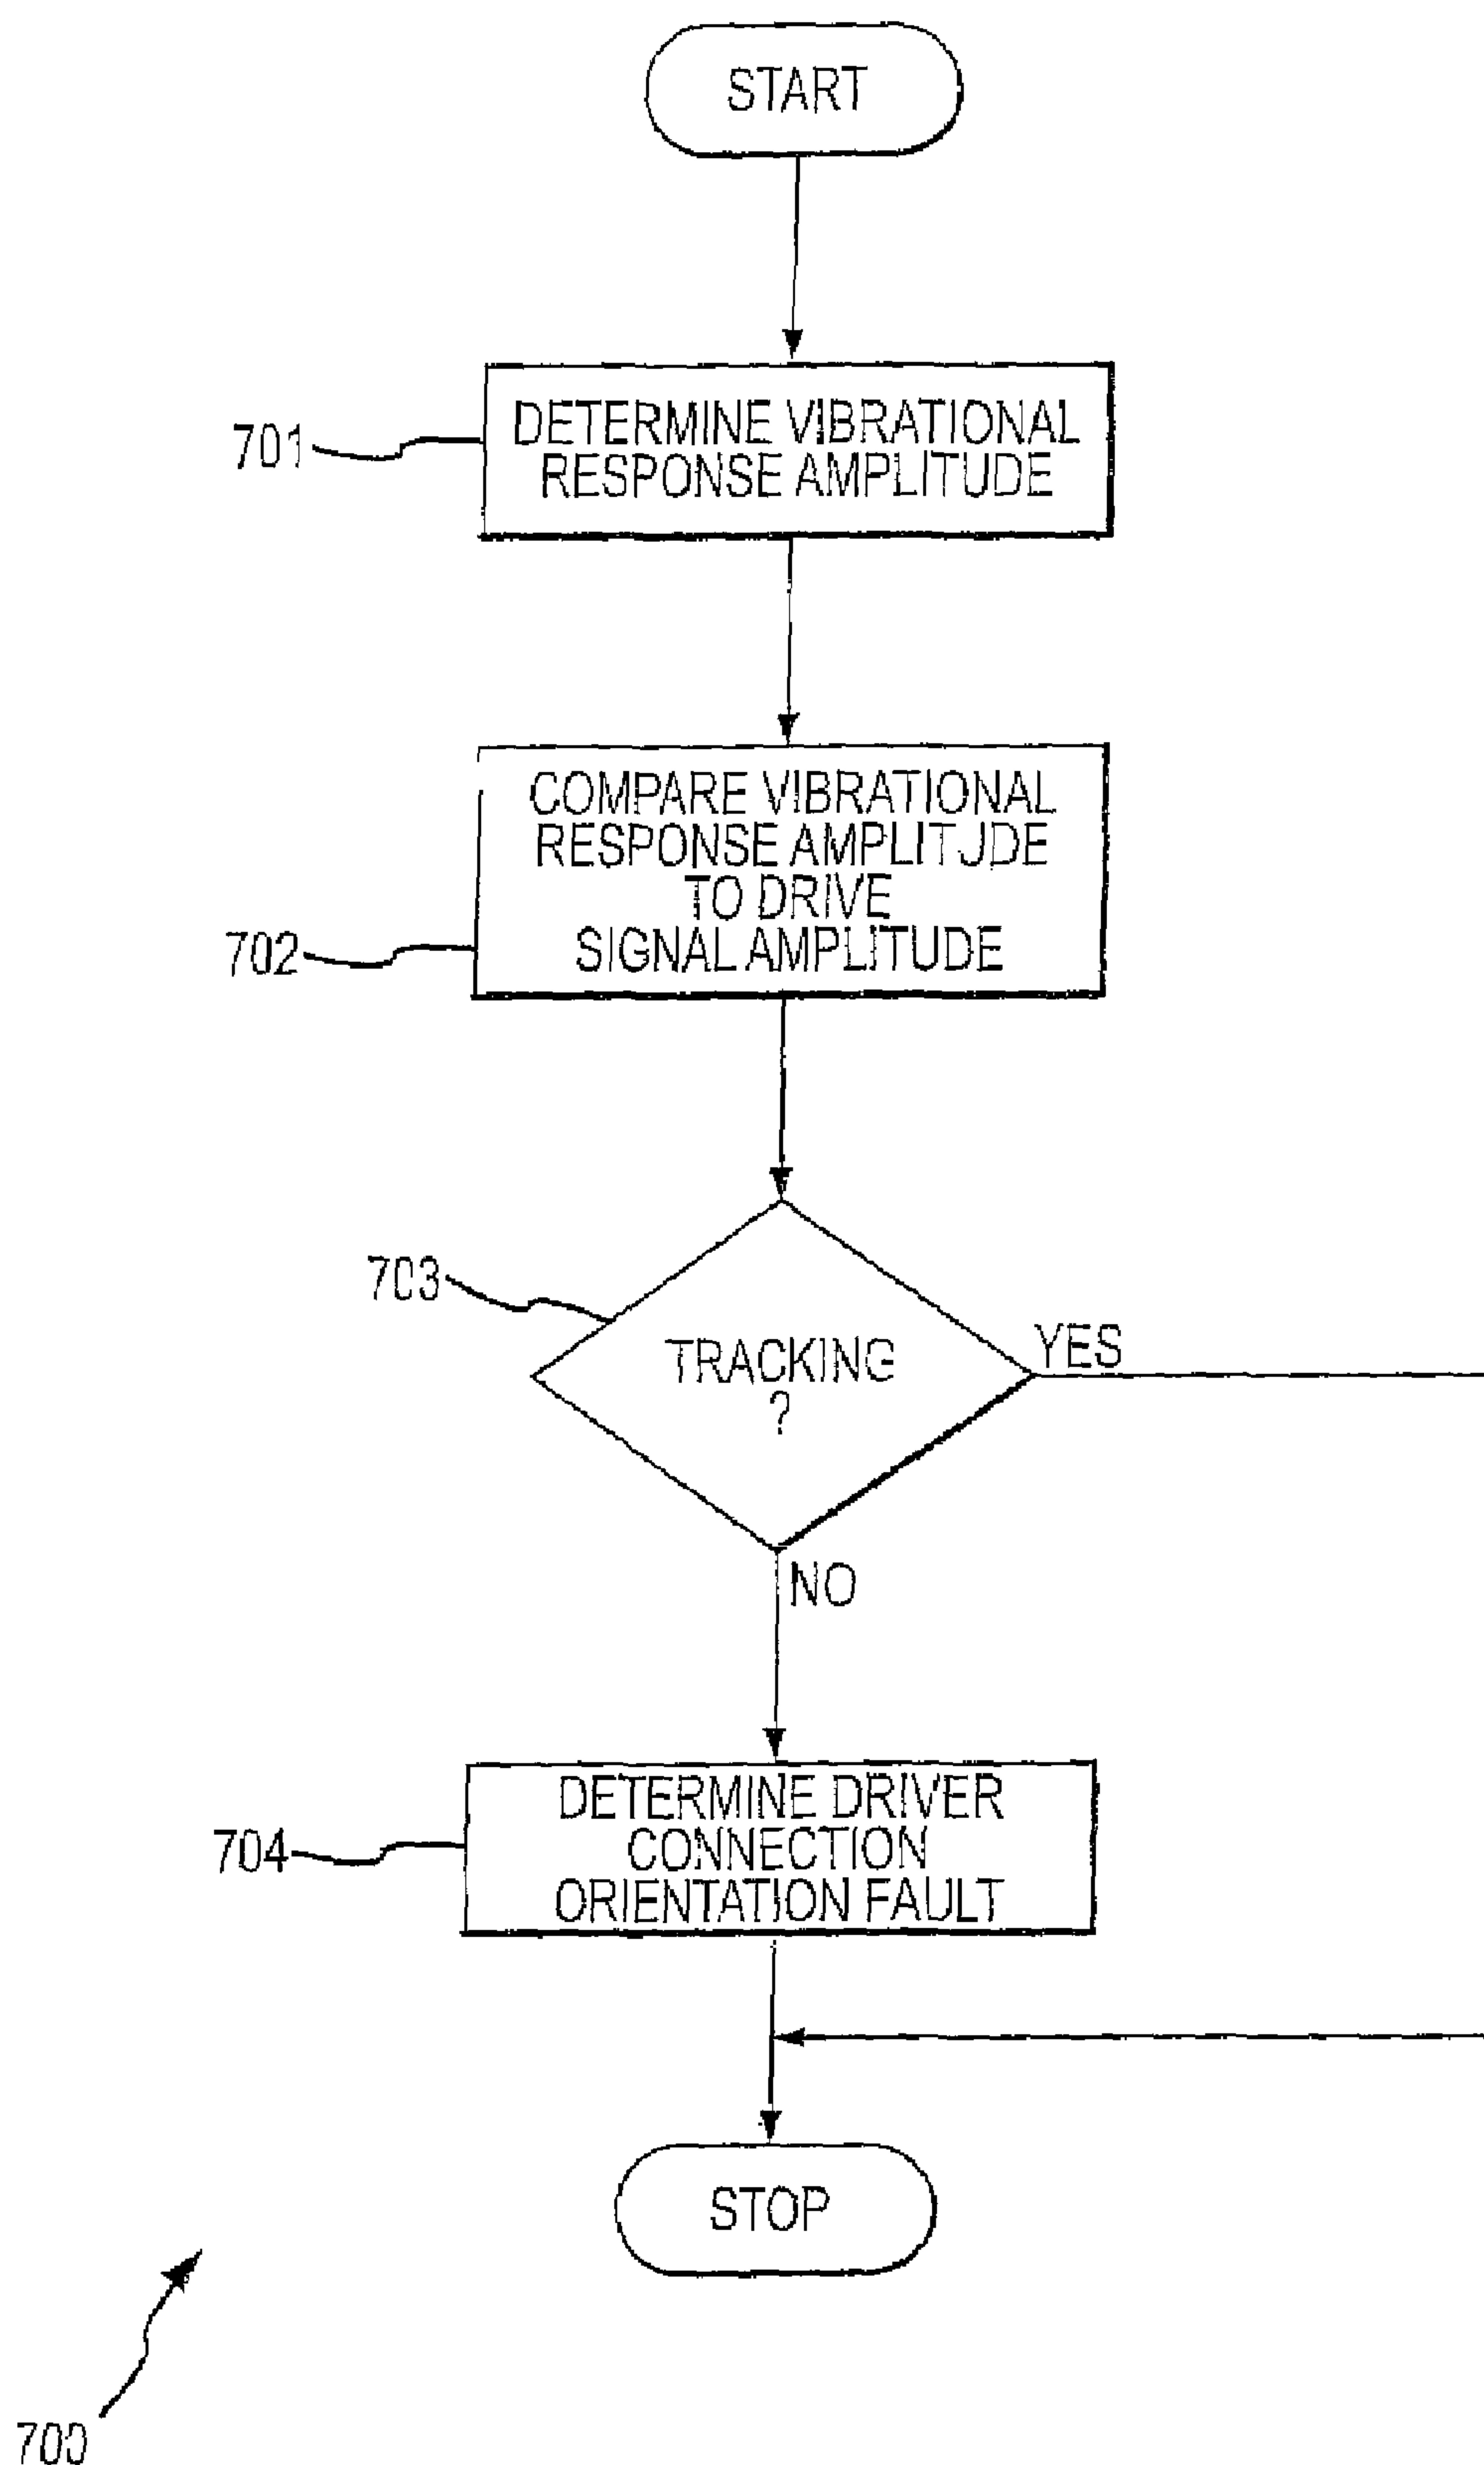 START
701
DETERMINE VIBRATIONAL
RESPONSE AMPLITUDE
702
COMPARE VIBRATIONAL
RESPONSE AMPLITUDE
TO DRIVE
SIGNAL AMPLITUDE
703
TRACKING
?
YES
NO
704
DETERMINE DRIVER
CONNECTION
ORIENTATION FAULT
STOP
700